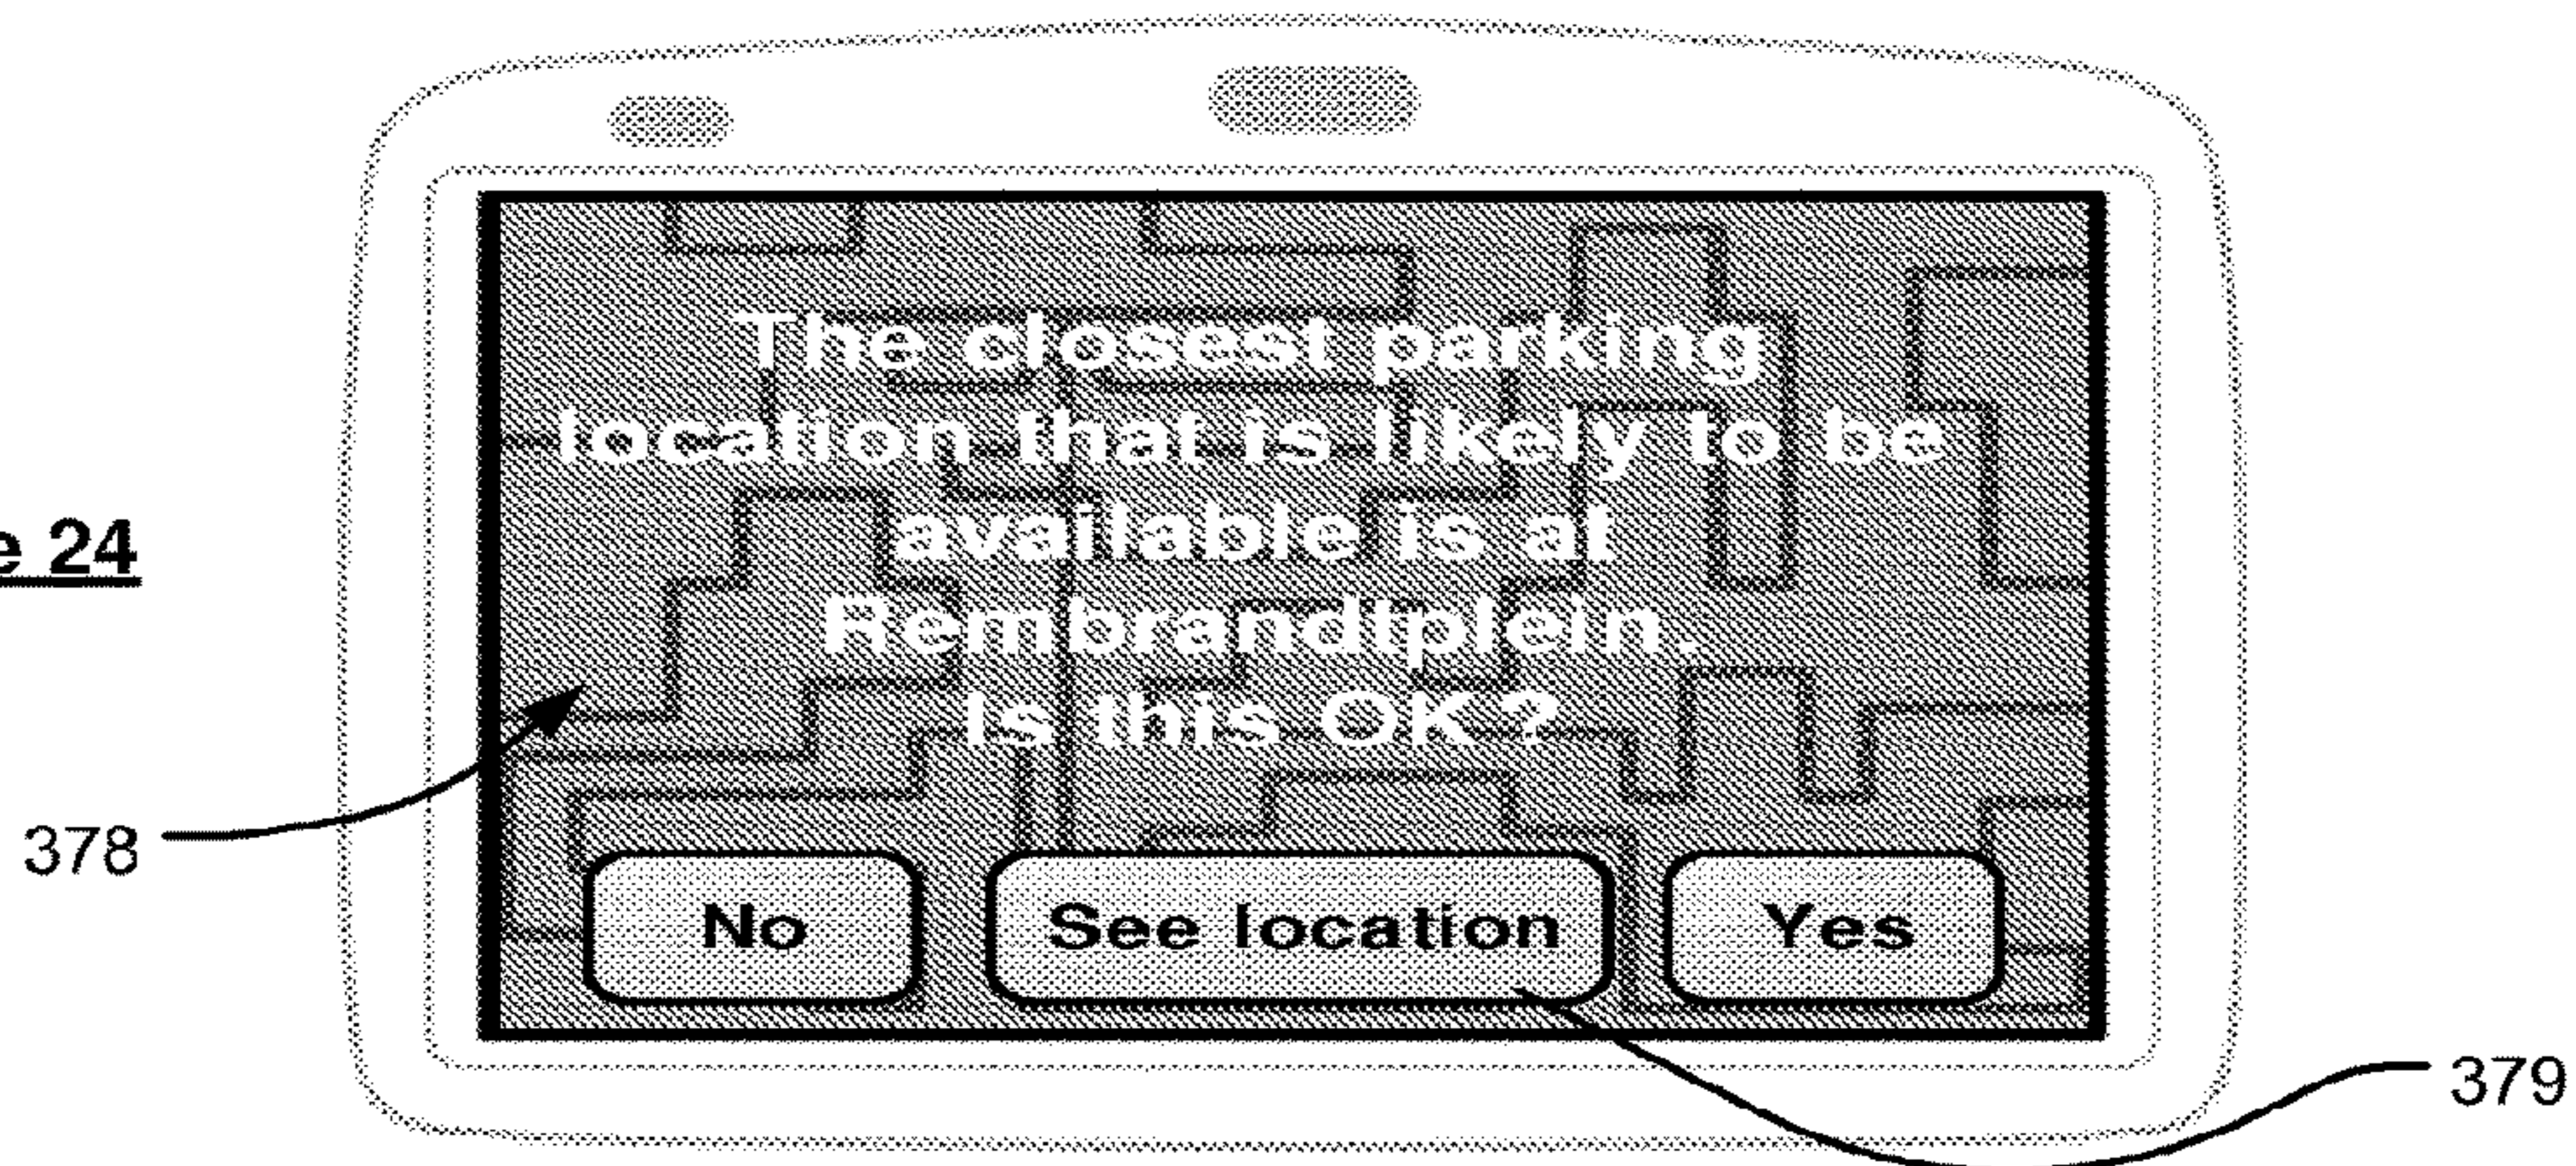 The closest parking
location that is likely to be
available is at
Rembrandtplein.
Is this OK?
e 24
378
No
See location
Yes
379